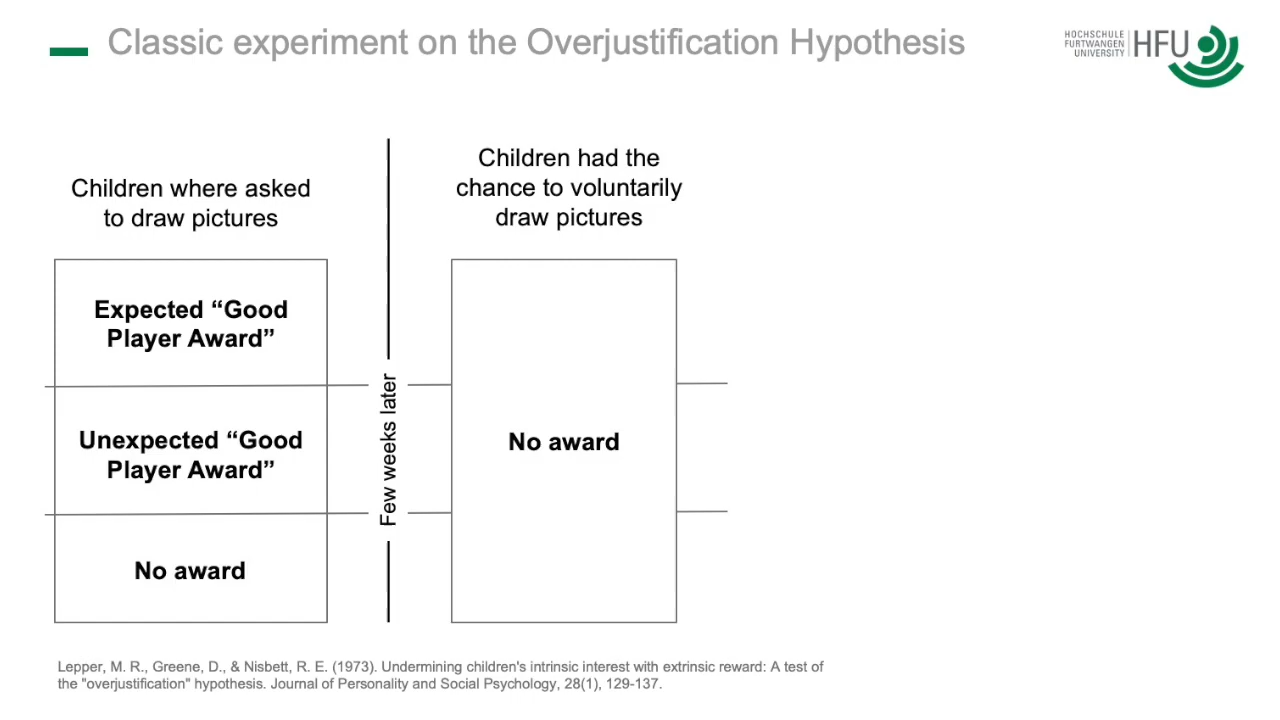 Classic experiment on the Overjustification Hypothesis
HOCHSCHULE
FURTWANGEN
UNIVERSITY
HFU
Children where asked
to draw pictures
Children had the
chance to voluntarily
draw pictures
Expected “Good
Player Award”
Unexpected “Good
Player Award”
No award
Few weeks later
No award
Lepper, M. R., Greene, D., & Nisbett, R. E. (1973). Undermining children's intrinsic interest with extrinsic reward: A test of
the "overjustification" hypothesis. Journal of Personality and Social Psychology, 28(1), 129-137.